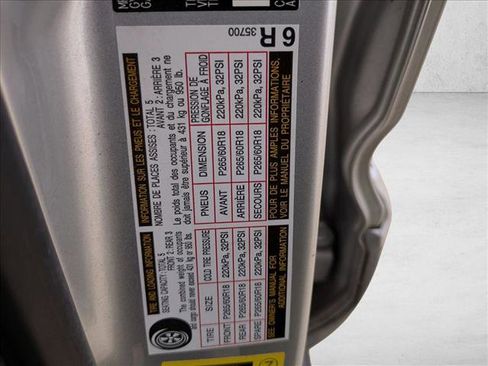 TIRE AND LOADING INFORMATION
SEATING CAPACITY : TOTAL 5
FRONT 2 : REAR 3
The combined weight of occupants
and cargo should never exceed 431 kg or 950 lbs.
TIRE SIZE COLD TIRE PRESSURE
FRONT P265/60R18 220kPa, 32PSI
REAR P265/60R18 220kPa, 32PSI
SPARE P265/60R18 220kPa, 32PSI
SEE OWNER'S MANUAL FOR
ADDITIONAL INFORMATION
INFORMATION SUR LES PNEUS ET LE CHARGEMENT
NOMBRE DE PLACES ASSISES : TOTAL 5
AVANT 2 : ARRIÈRE 3
Le poids total des occupants et du chargement ne
doit jamais être supérieur à 431 kg ou 950 lb.
PNEUS DIMENSION PRESSION DE
GONFLAGE À FROID
AVANT P265/60R18 220kPa, 32PSI
ARRIÈRE P265/60R18 220kPa, 32PSI
SECOURS P265/60R18 220kPa, 32PSI
POUR DE PLUS AMPLES INFORMATIONS,
VOIR LE MANUEL DU PROPRIÉTAIRE
6R
35700